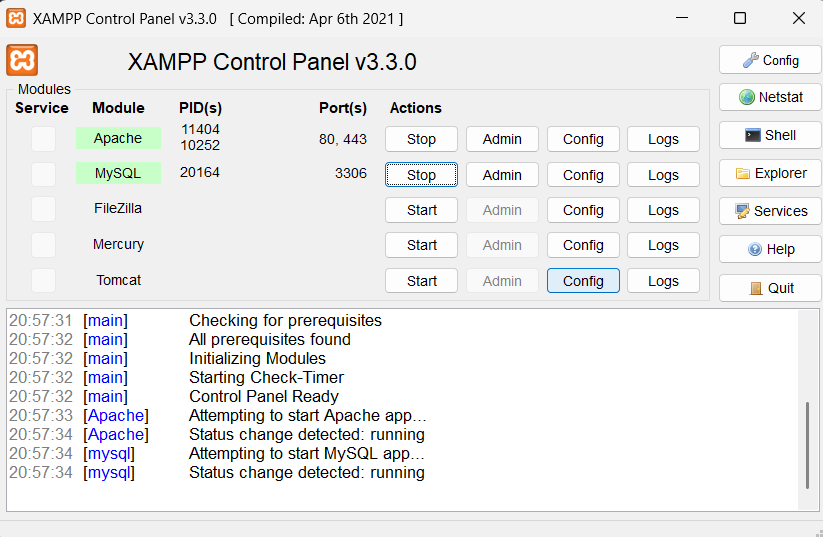 XAMPP Control Panel v3.3.0 [ Compiled: Apr 6th 2021 ]
XAMPP Control Panel v3.3.0
Config
Modules
Service Module PID(s) Port(s) Actions
Netstat
Apache 11404 80, 443 Stop Admin Config Logs
10252
Shell
MySQL 20164 3306 Stop Admin Config Logs
Explorer
FileZilla Start Admin Config Logs
Services
Mercury Start Admin Config Logs
Help
Tomcat Start Admin Config Logs
Quit
20:57:31 [main] Checking for prerequisites
20:57:32 [main] All prerequisites found
20:57:32 [main] Initializing Modules
20:57:32 [main] Starting Check-Timer
20:57:32 [main] Control Panel Ready
20:57:33 [Apache] Attempting to start Apache app...
20:57:34 [Apache] Status change detected: running
20:57:34 [mysql] Attempting to start MySQL app...
20:57:34 [mysql] Status change detected: running